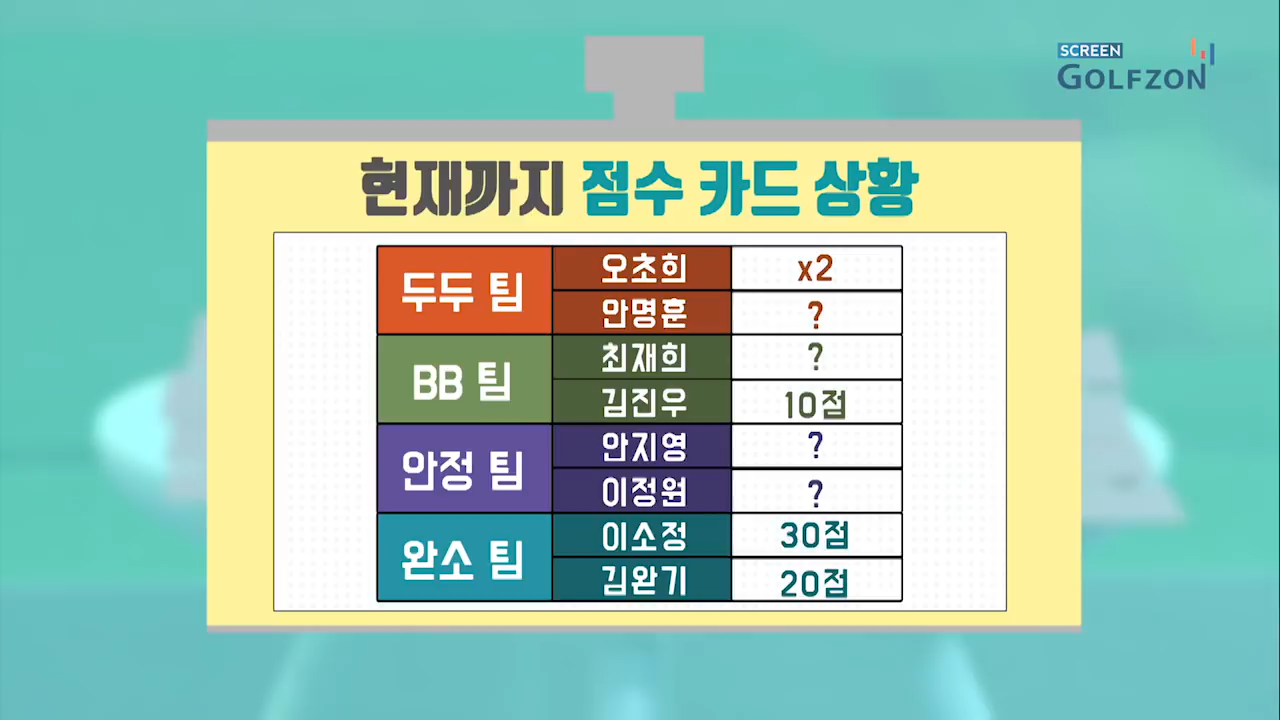 SCREEN
GOLFZON
현재까지 점수 카드 상황
두두 팀
오초희
x2
안명훈
?
BB 팀
최재희
?
김진우
10점
안정 팀
안지영
?
이정원
?
완소 팀
이소정
30점
김완기
20점